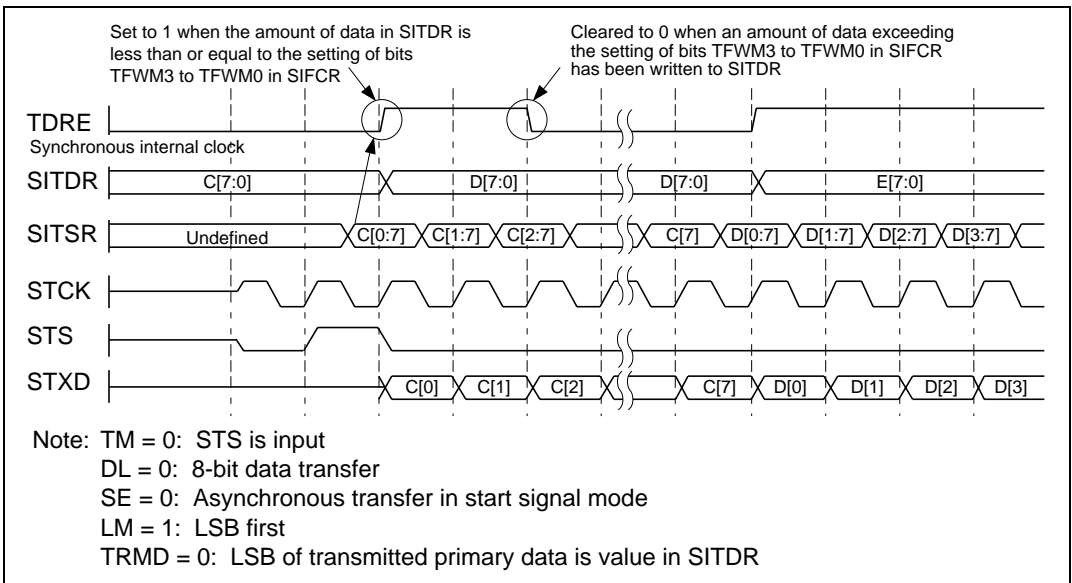 Set to 1 when the amount of data in SITDR is
less than or equal to the setting of bits
TFWM3 to TFWM0 in SIFCR
Cleared to 0 when an amount of data exceeding
the setting of bits TFWM3 to TFWM0 in SIFCR
has been written to SITDR
TDRE
Synchronous internal clock
SITDR C[7:0] D[7:0] D[7:0] E[7:0]
SITSR Undefined C[0:7] C[1:7] C[2:7] C[7] D[0:7] D[1:7] D[2:7] D[3:7]
STCK
STS
STXD C[0] C[1] C[2] C[7] D[0] D[1] D[2] D[3]
Note: TM = 0: STS is input
DL = 0: 8-bit data transfer
SE = 0: Asynchronous transfer in start signal mode
LM = 1: LSB first
TRMD = 0: LSB of transmitted primary data is value in SITDR